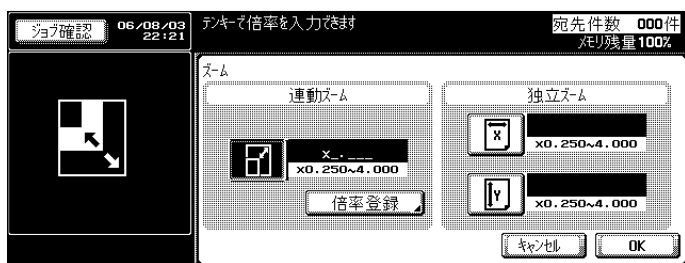 ジョブ確認
06/08/03
22:21
テンキーで倍率を入力できます
宛先件数 000件
メモリ残量100%
ズーム
連動ズーム
独立ズーム
x_.___
x0.250~4.000
倍率登録
X
x0.250~4.000
Y
x0.250~4.000
キャンセル
OK